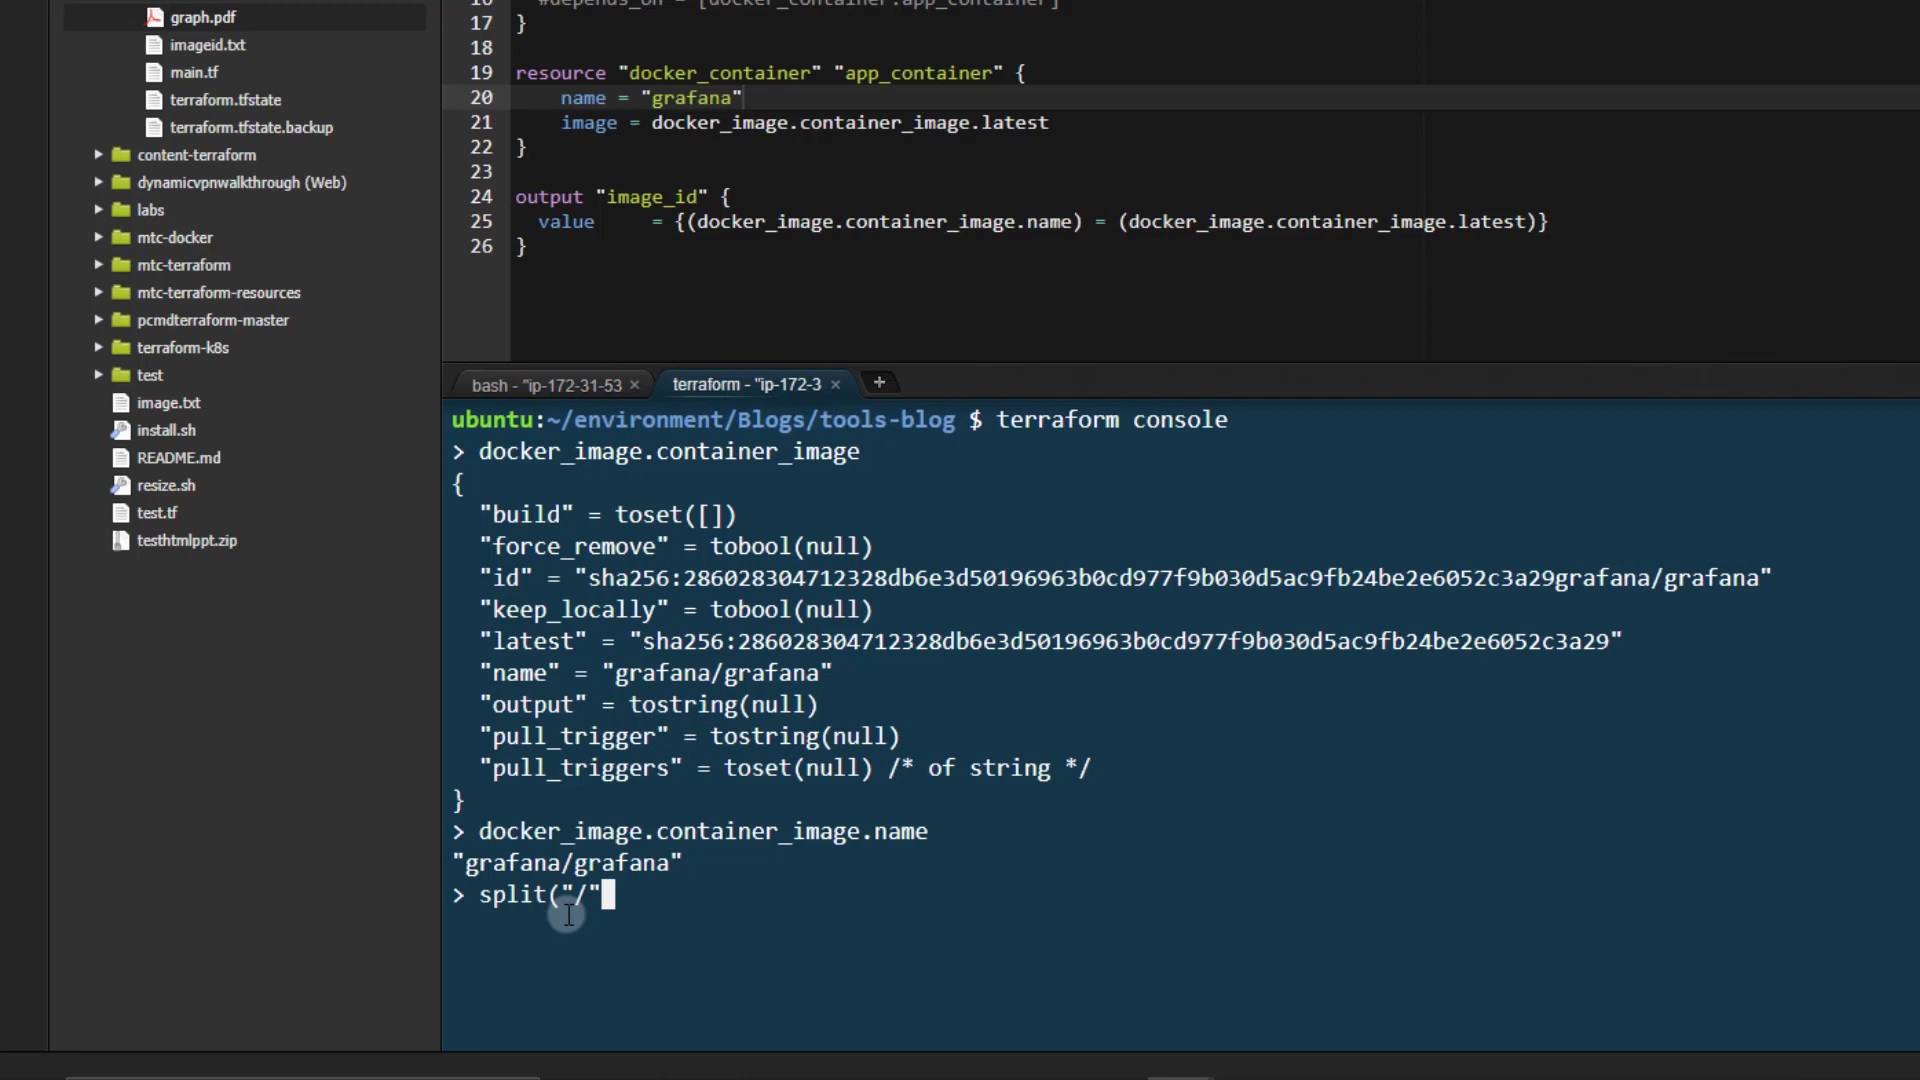 graph.pdf
imageid.txt
main.tf
terraform.tfstate
terraform.tfstate.backup
content-terraform
dynamicvpnwalkthrough (Web)
labs
mtc-docker
mtc-terraform
mtc-terraform-resources
pcmdterraform-master
terraform-k8s
test
image.txt
install.sh
README.md
resize.sh
test.tf
testhtmlppt.zip
16 #depends_on = [docker_container.app_container]
17 }
18
19 resource "docker_container" "app_container" {
20 name = "grafana"
21 image = docker_image.container_image.latest
22 }
23
24 output "image_id" {
25 value = {(docker_image.container_image.name) = (docker_image.container_image.latest)}
26 }
bash - "ip-172-31-53 × terraform - "ip-172-3 × +
ubuntu:~/environment/Blogs/tools-blog $ terraform console
> docker_image.container_image
{
"build" = toset([])
"force_remove" = tobool(null)
"id" = "sha256:286028304712328db6e3d50196963b0cd977f9b030d5ac9fb24be2e6052c3a29grafana/grafana"
"keep_locally" = tobool(null)
"latest" = "sha256:286028304712328db6e3d50196963b0cd977f9b030d5ac9fb24be2e6052c3a29"
"name" = "grafana/grafana"
"output" = tostring(null)
"pull_trigger" = tostring(null)
"pull_triggers" = toset(null) /* of string */
}
> docker_image.container_image.name
"grafana/grafana"
> split("/"